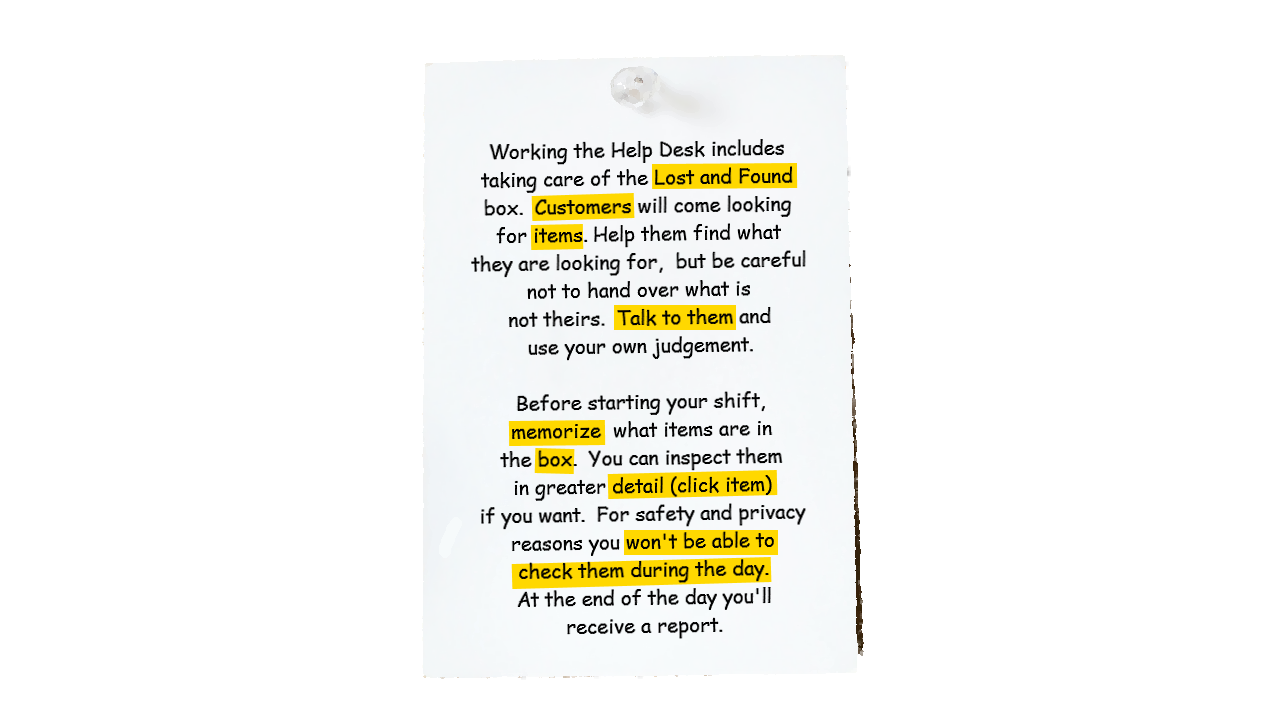 Working the Help Desk includes
taking care of the Lost and Found
box. Customers will come looking
for items. Help them find what
they are looking for, but be careful
not to hand over what is
not theirs. Talk to them and
use your own judgement.
Before starting your shift,
memorize what items are in
the box. You can inspect them
in greater detail (click item)
if you want. For safety and privacy
reasons you won't be able to
check them during the day.
At the end of the day you'll
receive a report.